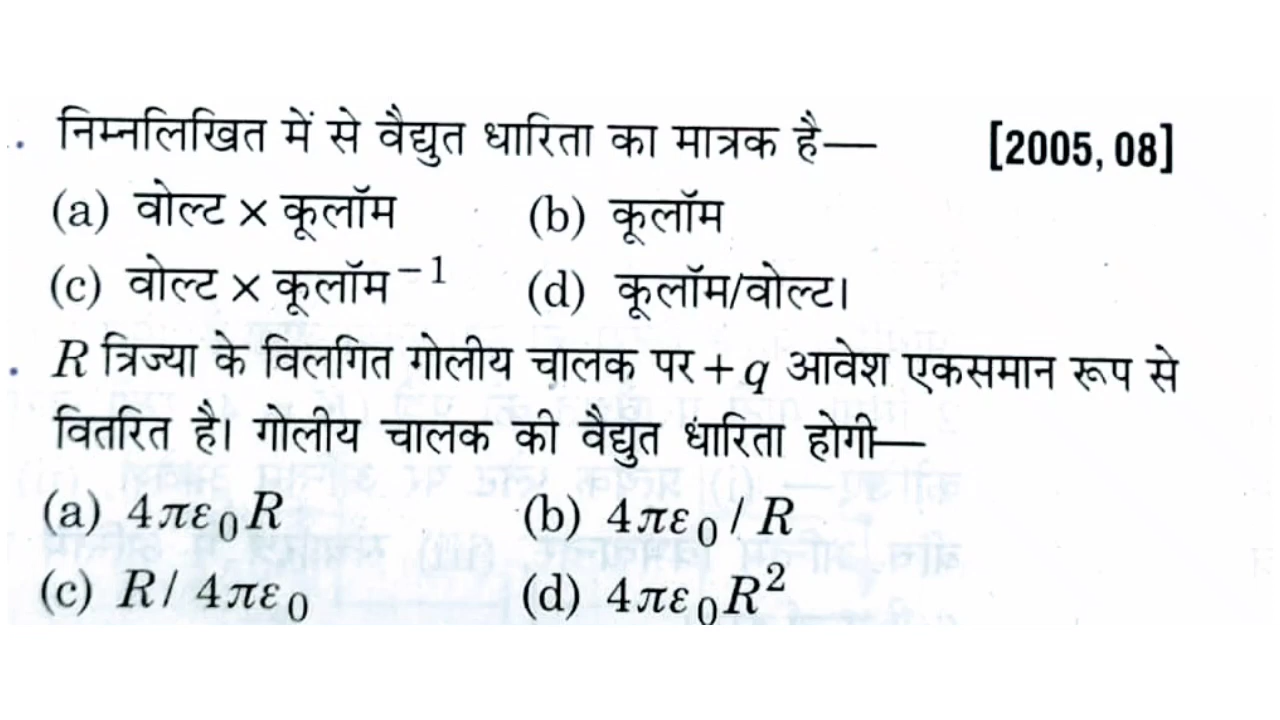 . निम्नलिखित में से वैद्युत धारिता का मात्रक है— [2005, 08]
(a) वोल्ट × कूलॉम (b) कूलॉम
(c) वोल्ट × कूलॉम⁻¹ (d) कूलॉम/वोल्ट।
. R त्रिज्या के विलगित गोलीय चालक पर + q आवेश एकसमान रूप से
वितरित है। गोलीय चालक की वैद्युत धारिता होगी—
(a) 4πε₀R (b) 4πε₀ / R
(c) R / 4πε₀ (d) 4πε₀R²